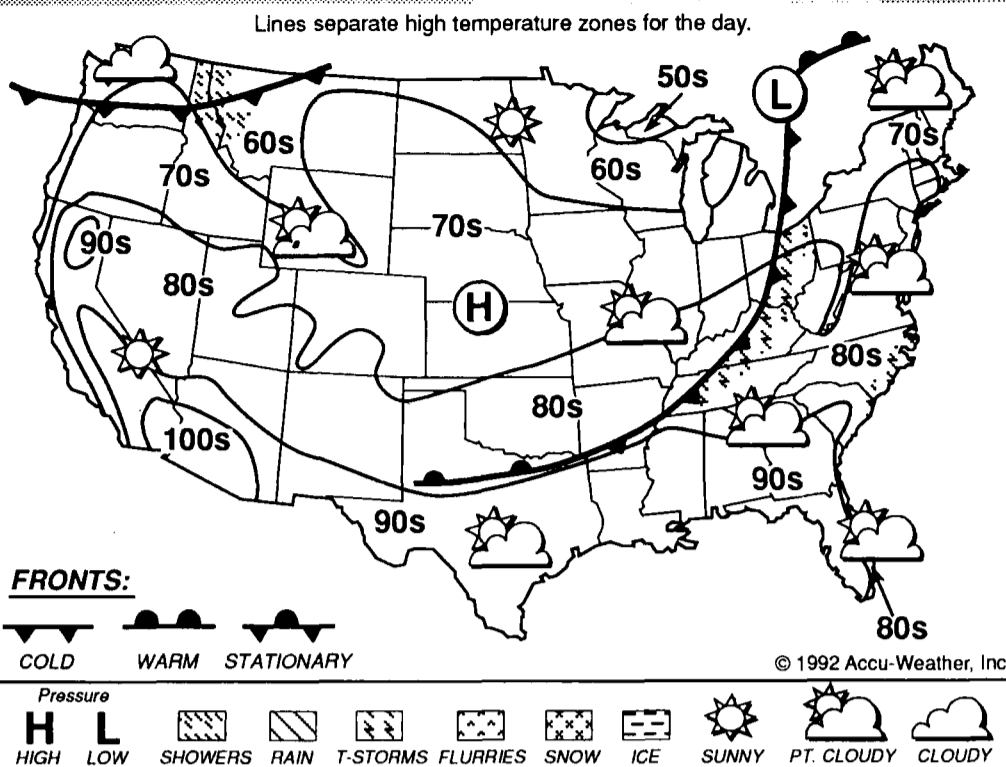 Lines separate high temperature zones for the day.
50s
L
70s
60s
60s
70s
70s
90s
80s
H
80s
80s
100s
90s
90s
80s
FRONTS:
COLD WARM STATIONARY
© 1992 Accu-Weather, Inc
Pressure
H L
HIGH LOW SHOWERS RAIN T-STORMS FLURRIES SNOW ICE SUNNY PT. CLOUDY CLOUDY